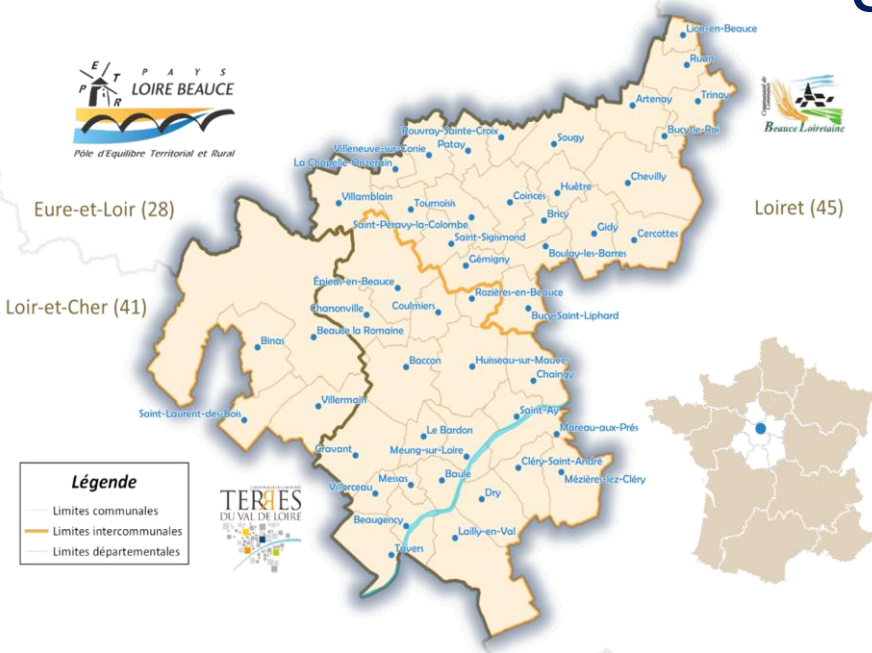 PAYS
LOIRE BEAUCE
PETR
Pôle d'Equilibre Territorial et Rural
Beauce Loiretaine
Eure-et-Loir (28)
Loiret (45)
Loir-et-Cher (41)
Lion-en-Beauce
Ruan
Trinay
Artenay
Bucy-le-Roi
Rouvray-Sainte-Croix
Sougy
Villeneuve-sur-Conie
Patay
La Chapelle-Onzerain
Chevilly
Villamblain
Tournoisis
Coinces
Huêtre
Saint-Péravy-la-Colombe
Bricy
Gidy
Cercottes
Saint-Sigismond
Boulay-les-Barres
Gémigny
Épieds-en-Beauce
Rozières-en-Beauce
Charsonville
Coulmiers
Bucy-Saint-Liphard
Beauce la Romaine
Binas
Baccon
Huisseau-sur-Mauves
Chaingy
Villermain
Saint-Laurent-des-Bois
Saint-Ay
Le Bardon
Mareau-aux-Prés
Cravant
Meung-sur-Loire
Cléry-Saint-André
Messas
Baule
Mézières-lez-Cléry
Villorceau
Dry
Beaugency
Lailly-en-Val
Tavers
Légende
Limites communales
Limites intercommunales
Limites départementales
TERRES
DU VAL DE LOIRE